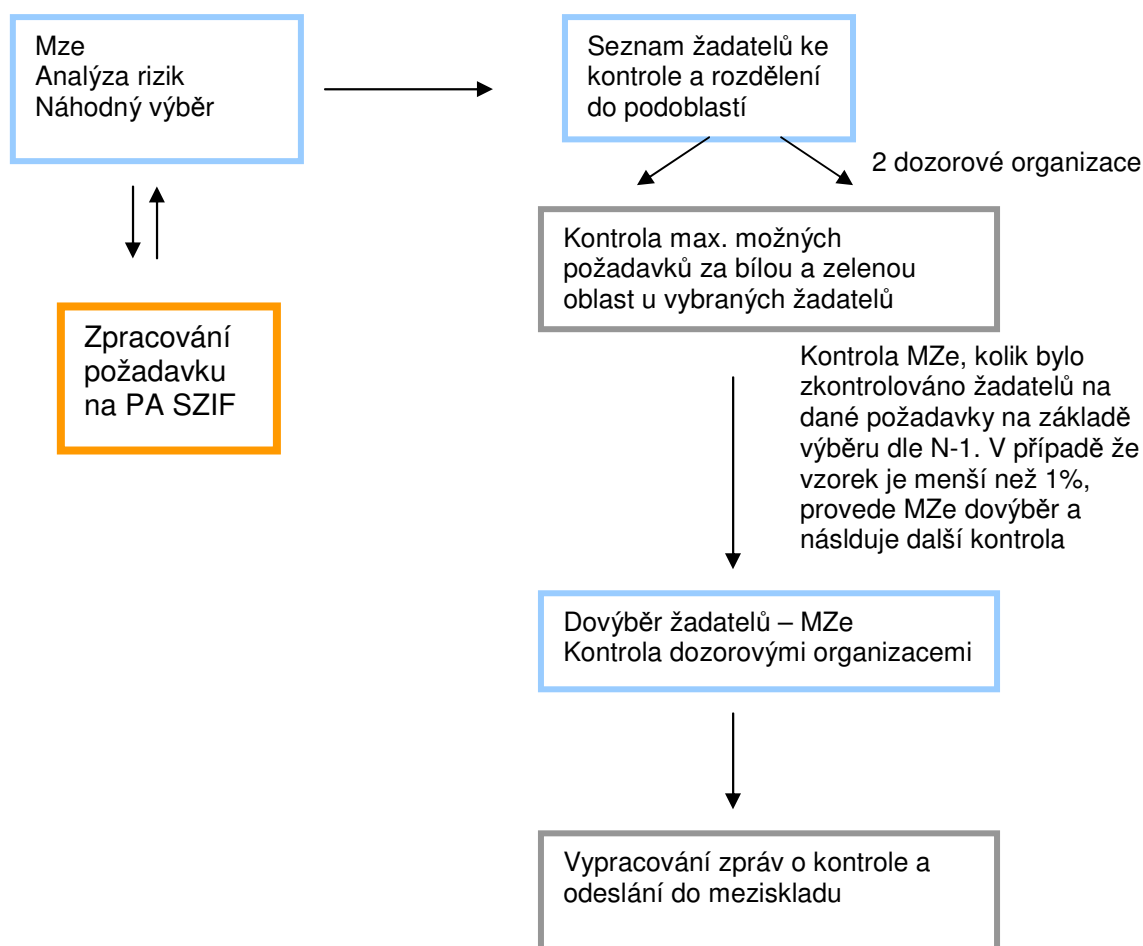 Mze
Analýza rizik
Náhodný výběr
Seznam žadatelů ke
kontrole a rozdělení
do podoblastí
2 dozorové organizace
Kontrola max. možných
požadavků za bílou a zelenou
oblast u vybraných žadatelů
Zpracování
požadavku
na PA SZIF
Kontrola MZe, kolik bylo
zkontrolováno žadatelů na
dané požadavky na základě
výběru dle N-1. V případě že
vzorek je menší než 1%,
provede MZe dovýběr a
náslduje další kontrola
Dovýběr žadatelů – MZe
Kontrola dozorovými organizacemi
Vypracování zpráv o kontrole a
odeslání do meziskladu